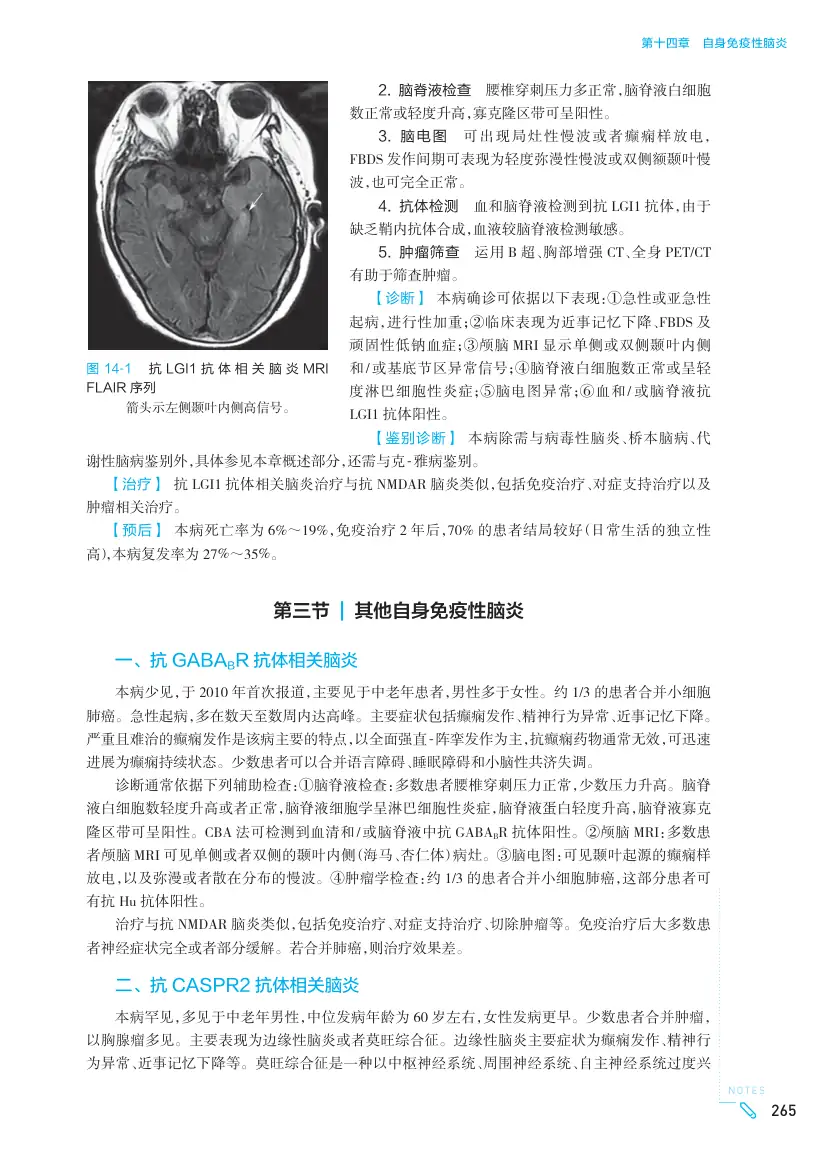 第十四章 自身免疫性脑炎
2. 脑脊液检查 腰椎穿刺压力多正常,脑脊液白细胞
数正常或轻度升高,寡克隆区带可呈阳性。
3. 脑电图 可出现局灶性慢波或者癫痫样放电,
FBDS 发作间期可表现为轻度弥漫性慢波或双侧额颞叶慢
波,也可完全正常。
4. 抗体检测 血和脑脊液检测到抗 LGI1 抗体,由于
缺乏鞘内抗体合成,血液较脑脊液检测敏感。
5. 肿瘤筛查 运用 B 超、胸部增强 CT、全身 PET/CT
有助于筛查肿瘤。
【诊断】 本病确诊可依据以下表现:①急性或亚急性
起病,进行性加重;②临床表现为近事记忆下降、FBDS 及
顽固性低钠血症;③颅脑 MRI 显示单侧或双侧颞叶内侧
和/或基底节区异常信号;④脑脊液白细胞数正常或呈轻
度淋巴细胞性炎症;⑤脑电图异常;⑥血和/或脑脊液抗
LGI1 抗体阳性。
图 14-1 抗 LGI1 抗体相关脑炎 MRI
FLAIR 序列
箭头示左侧颞叶内侧高信号。
【鉴别诊断】 本病除需与病毒性脑炎、桥本脑病、代
谢性脑病鉴别外,具体参见本章概述部分,还需与克-雅病鉴别。
【治疗】 抗 LGI1 抗体相关脑炎治疗与抗 NMDAR 脑炎类似,包括免疫治疗、对症支持治疗以及
肿瘤相关治疗。
【预后】 本病死亡率为 6%～19%,免疫治疗 2 年后,70% 的患者结局较好(日常生活的独立性
高),本病复发率为 27%～35%。
第三节 | 其他自身免疫性脑炎
一、抗 GABABR 抗体相关脑炎
本病少见,于 2010 年首次报道,主要见于中老年患者,男性多于女性。约 1/3 的患者合并小细胞
肺癌。急性起病,多在数天至数周内达高峰。主要症状包括癫痫发作、精神行为异常、近事记忆下降。
严重且难治的癫痫发作是该病主要的特点,以全面强直-阵挛发作为主,抗癫痫药物通常无效,可迅速
进展为癫痫持续状态。少数患者可以合并语言障碍、睡眠障碍和小脑性共济失调。
诊断通常依据下列辅助检查:①脑脊液检查:多数患者腰椎穿刺压力正常,少数压力升高。脑脊
液白细胞数轻度升高或者正常,脑脊液细胞学呈淋巴细胞性炎症,脑脊液蛋白轻度升高,脑脊液寡克
隆区带可呈阳性。CBA 法可检测到血清和/或脑脊液中抗 GABABR 抗体阳性。②颅脑 MRI:多数患
者颅脑 MRI 可见单侧或者双侧的颞叶内侧(海马、杏仁体)病灶。③脑电图:可见颞叶起源的癫痫样
放电,以及弥漫或者散在分布的慢波。④肿瘤学检查:约 1/3 的患者合并小细胞肺癌,这部分患者可
有抗 Hu 抗体阳性。
治疗与抗 NMDAR 脑炎类似,包括免疫治疗、对症支持治疗、切除肿瘤等。免疫治疗后大多数患
者神经症状完全或者部分缓解。若合并肺癌,则治疗效果差。
二、抗 CASPR2 抗体相关脑炎
本病罕见,多见于中老年男性,中位发病年龄为 60 岁左右,女性发病更早。少数患者合并肿瘤,
以胸腺瘤多见。主要表现为边缘性脑炎或者莫旺综合征。边缘性脑炎主要症状为癫痫发作、精神行
为异常、近事记忆下降等。莫旺综合征是一种以中枢神经系统、周围神经系统、自主神经系统过度兴
NOTES
265